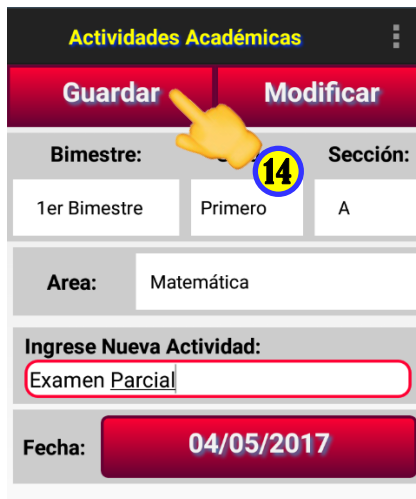 Actividades Académicas
Guardar Modificar
Bimestre: Sección:
14
1er Bimestre Primero A
Area: Matemática
Ingrese Nueva Actividad:
Examen Parcial
Fecha: 04/05/2017